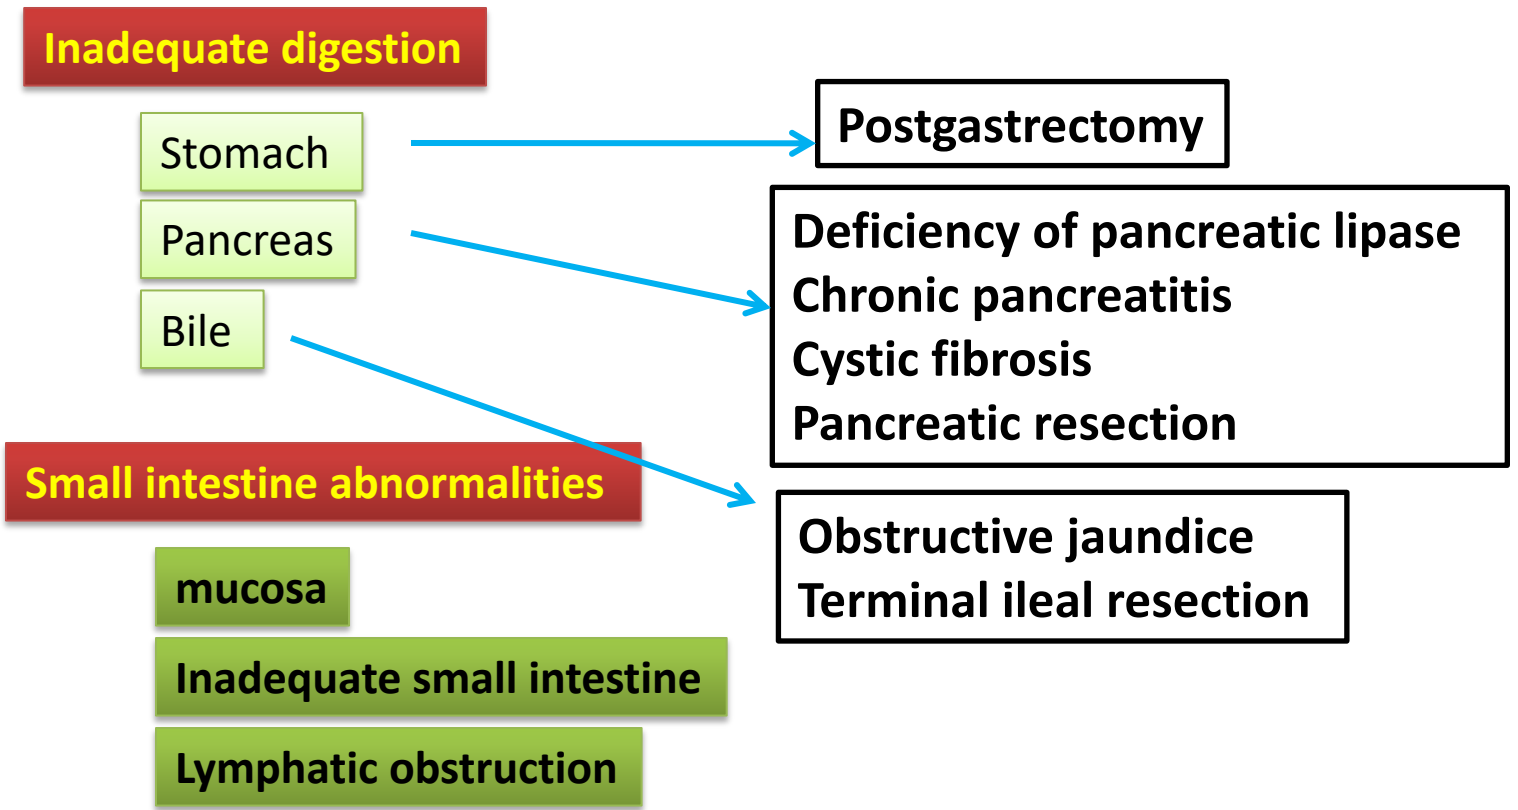 Inadequate digestion
Stomach
Postgastrectomy
Pancreas
Deficiency of pancreatic lipase
Chronic pancreatitis
Cystic fibrosis
Pancreatic resection
Bile
Obstructive jaundice
Terminal ileal resection
Small intestine abnormalities
mucosa
Inadequate small intestine
Lymphatic obstruction